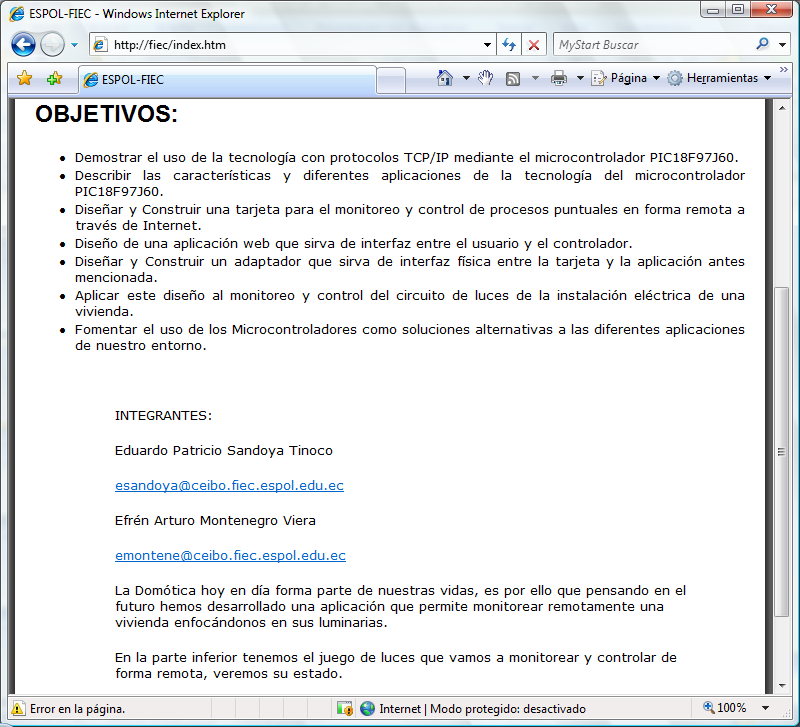 ESPOL-FIEC - Windows Internet Explorer
http://fiec/index.htm
MyStart Buscar
ESPOL-FIEC
Página
Herramientas
OBJETIVOS:
• Demostrar el uso de la tecnología con protocolos TCP/IP mediante el microcontrolador PIC18F97J60.
• Describir las características y diferentes aplicaciones de la tecnología del microcontrolador
PIC18F97J60.
• Diseñar y Construir una tarjeta para el monitoreo y control de procesos puntuales en forma remota a
través de Internet.
• Diseño de una aplicación web que sirva de interfaz entre el usuario y el controlador.
• Diseñar y Construir un adaptador que sirva de interfaz física entre la tarjeta y la aplicación antes
mencionada.
• Aplicar este diseño al monitoreo y control del circuito de luces de la instalación eléctrica de una
vivienda.
• Fomentar el uso de los Microcontroladores como soluciones alternativas a las diferentes aplicaciones
de nuestro entorno.
INTEGRANTES:
Eduardo Patricio Sandoya Tinoco
esandoya@ceibo.fiec.espol.edu.ec
Efrén Arturo Montenegro Viera
emontene@ceibo.fiec.espol.edu.ec
La Domótica hoy en día forma parte de nuestras vidas, es por ello que pensando en el
futuro hemos desarrollado una aplicación que permite monitorear remotamente una
vivienda enfocándonos en sus luminarias.
En la parte inferior tenemos el juego de luces que vamos a monitorear y controlar de
forma remota, veremos su estado.
Error en la página.
Internet | Modo protegido: desactivado
100%